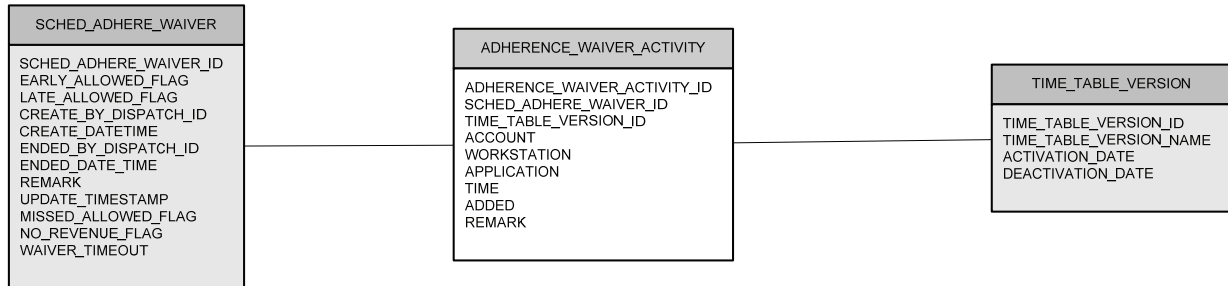 SCHED_ADHERE_WAIVER
SCHED_ADHERE_WAIVER_ID
EARLY_ALLOWED_FLAG
LATE_ALLOWED_FLAG
CREATE_BY_DISPATCH_ID
CREATE_DATETIME
ENDED_BY_DISPATCH_ID
ENDED_DATE_TIME
REMARK
UPDATE_TIMESTAMP
MISSED_ALLOWED_FLAG
NO_REVENUE_FLAG
WAIVER_TIMEOUT
ADHERENCE_WAIVER_ACTIVITY
ADHERENCE_WAIVER_ACTIVITY_ID
SCHED_ADHERE_WAIVER_ID
TIME_TABLE_VERSION_ID
ACCOUNT
WORKSTATION
APPLICATION
TIME
ADDED
REMARK
TIME_TABLE_VERSION
TIME_TABLE_VERSION_ID
TIME_TABLE_VERSION_NAME
ACTIVATION_DATE
DEACTIVATION_DATE